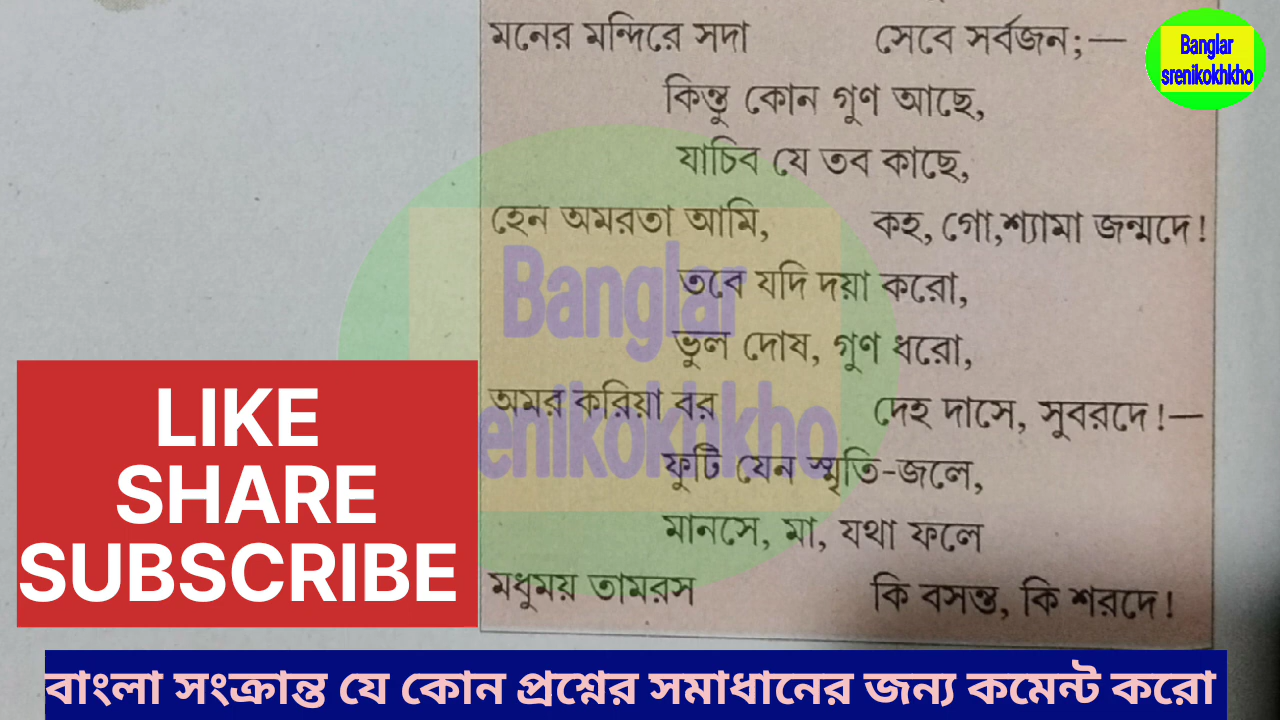 মনের মন্দিরে সদা সেবে সর্বজন;—
কিন্তু কোন গুণ আছে,
যাচিব যে তব কাছে,
হেন অমরতা আমি, কহ, গো,শ্যামা জন্মদে!
তবে যদি দয়া করো,
ভুল দোষ, গুণ ধরো,
অমর করিয়া বর দেহ দাসে, সুবরদে!—
ফুটি যেন স্মৃতি-জলে,
মানসে, মা, যথা ফলে
মধুময় তামরস কি বসন্ত, কি শরদে!
Banglar
srenikokhkho
Banglar
srenikokhkho
LIKE
SHARE
SUBSCRIBE
বাংলা সংক্রান্ত যে কোন প্রশ্নের সমাধানের জন্য কমেন্ট করো